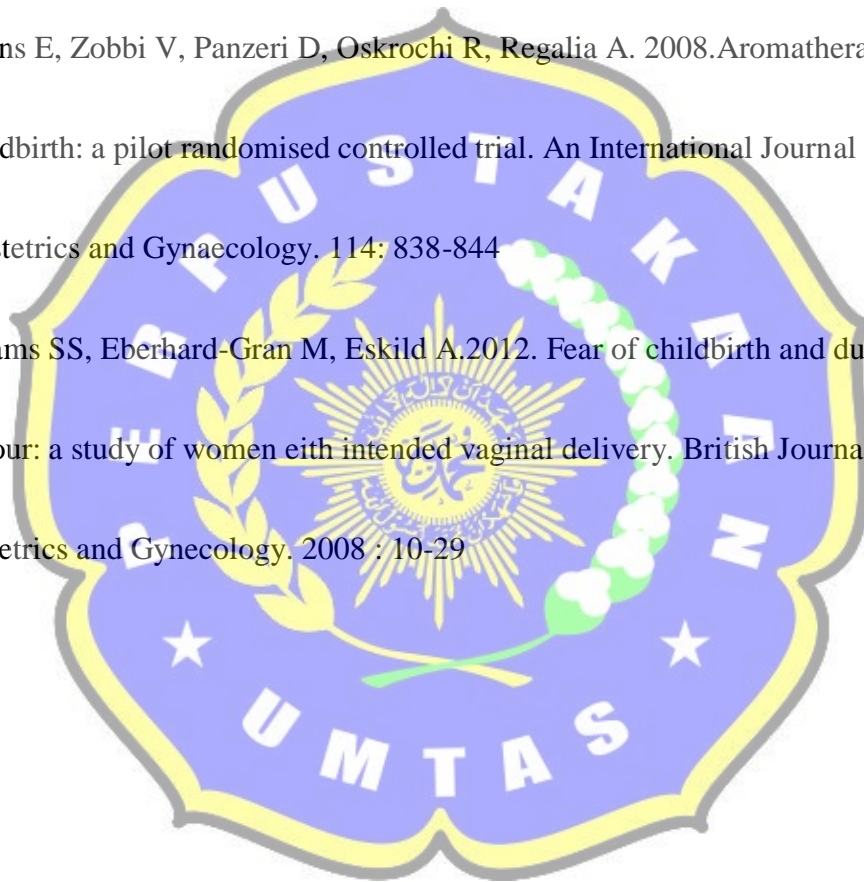 ns E, Zobbi V, Panzeri D, Oskrochi R, Regalia A. 2008.Aromathera
dbirth: a pilot randomised controlled trial. An International Journal
tetrics and Gynaecology. 114: 838-844
ams SS, Eberhard-Gran M, Eskild A.2012. Fear of childbirth and du
our: a study of women eith intended vaginal delivery. British Journa
etrics and Gynecology. 2008 : 10-29
PERPUSTAKAAN
UMTAS